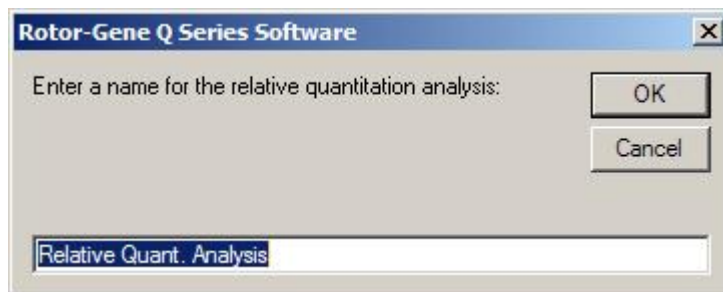 Rotor-Gene Q Series Software
Enter a name for the relative quantitation analysis:
OK
Cancel
Relative Quant. Analysis